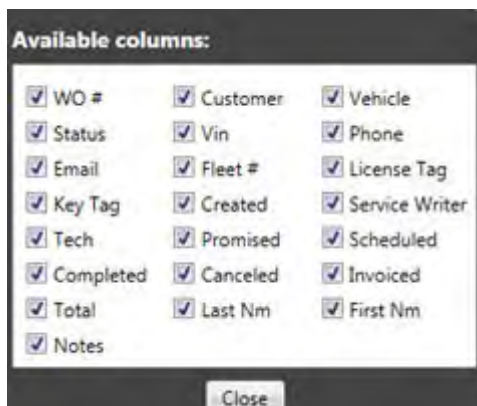 Available columns:
WO # Customer Vehicle
Status Vin Phone
Email Fleet # License Tag
Key Tag Created Service Writer
Tech Promised Scheduled
Completed Canceled Invoiced
Total Last Nm First Nm
Notes
Close